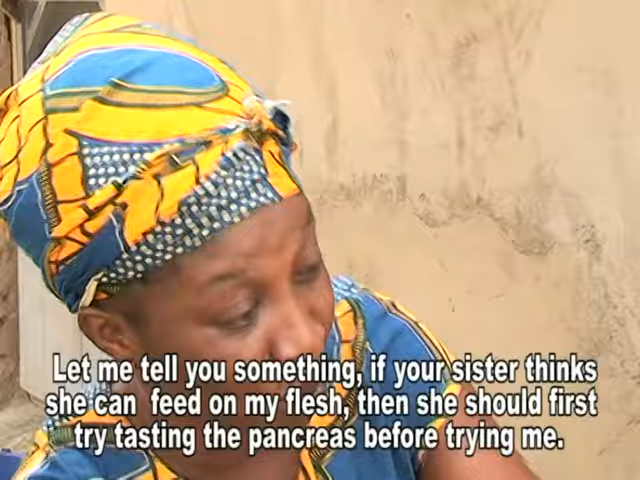 Let me tell you something, if your sister thinks
she can feed on my flesh, then she should first
try tasting the pancreas before trying me.